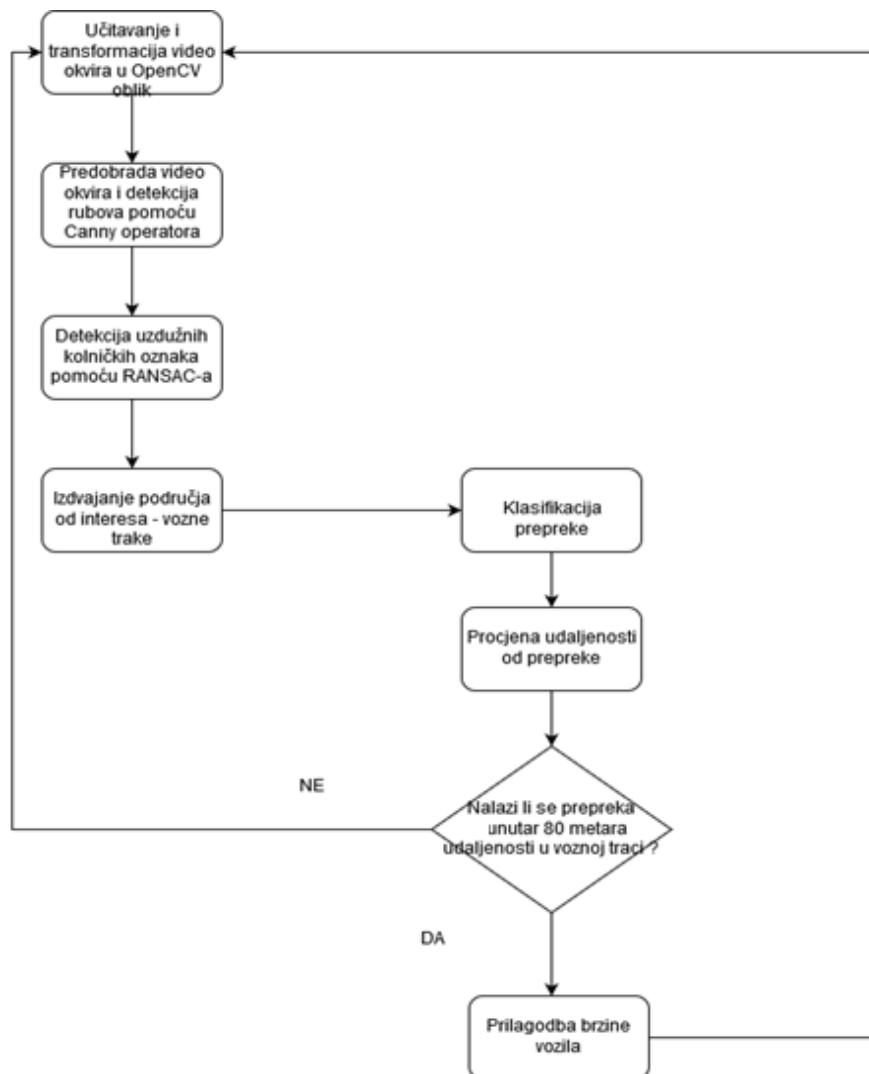 Učitavanje i
transformacija video
okvira u OpenCV
oblik
Predobrada video
okvira i detekcija
rubova pomoću
Canny operatora
Detekcija uzdužnih
kolničkih oznaka
pomoću RANSAC-a
Izdvajanje područja
od interesa - vozne
trake
Klasifikacija
prepreke
Procjena udaljenosti
od prepreke
Nalazi li se prepreka
unutar 80 metara
udaljenosti u voznoj traci ?
NE
DA
Prilagodba brzine
vozila